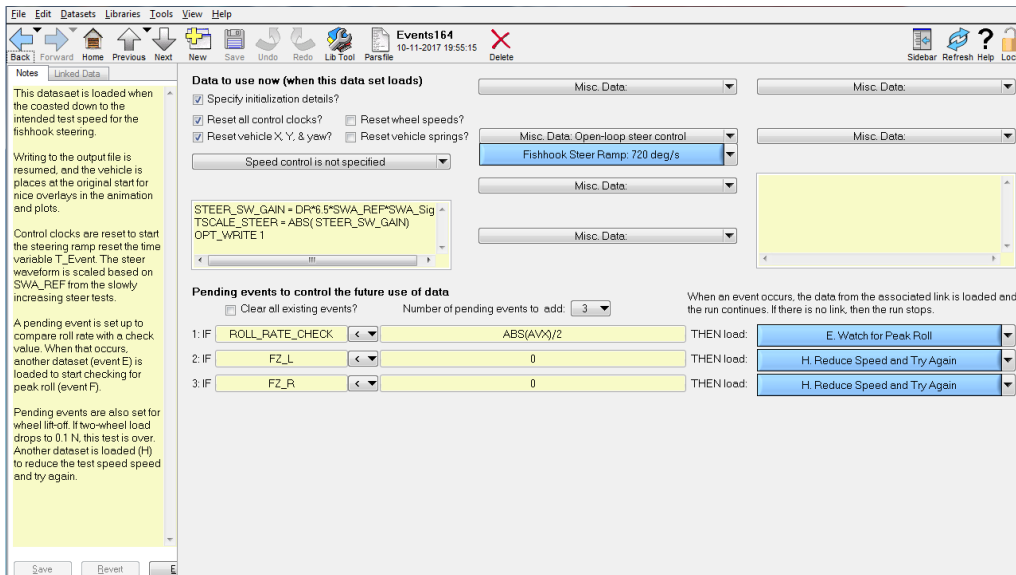 File Edit Datasets Libraries Tools View Help
Back Forward Home Previous Next New Save Undo Redo Lib Tool Parsfile
Events164
10-11-2017 19:55:15
Delete
Sidebar Refresh Help Loc
Notes Linked Data
This datasaet is loaded when
the coasted down to the
intended test speed for the
fishhook steering.
Writing to the output file is
resumed, and the vehicle is
places at the original start for
nice overlays in the animation
and plots.
Control clocks are reset to start
the steering ramp reset the time
variable T_Event. The steer
waveform is scaled based on
SWA_REF from the slowly
increasing steer tests.
A pending event is set up to
compare roll rate with a check
value. When that occurs,
another dataset (event E) is
loaded to start checking for
peak roll (event F).
Pending events are also set for
wheel lift-off. If two-wheel load
drops to 0.1 N, this test is over.
Another dataset is loaded (H)
to reduce the test speed speed
and try again.
Save Revert E
Data to use now (when this data set loads)
Specify initialization details?
Reset all control clocks? Reset wheel speeds?
Reset vehicle X, Y, & yaw? Reset vehicle springs?
Speed control is not specified
STEER_SW_GAIN = DR*6.5*SWA_REF*SWA_Sig
TSCALE_STEER = ABS( STEER_SW_GAIN)
OPT_WRITE 1
Misc. Data:
Misc. Data: Open-loop steer control
Fishhook Steer Ramp: 720 deg/s
Misc. Data:
Misc. Data:
Misc. Data:
Misc. Data:
Pending events to control the future use of data
Clear all existing events? Number of pending events to add: 3
When an event occurs, the data from the associated link is loaded and
the run continues. If there is no link, then the run stops.
1: IF ROLL_RATE_CHECK < ABS(AVX)/2 THEN load: E. Watch for Peak Roll
2: IF FZ_L < 0 THEN load: H. Reduce Speed and Try Again
3: IF FZ_R < 0 THEN load: H. Reduce Speed and Try Again